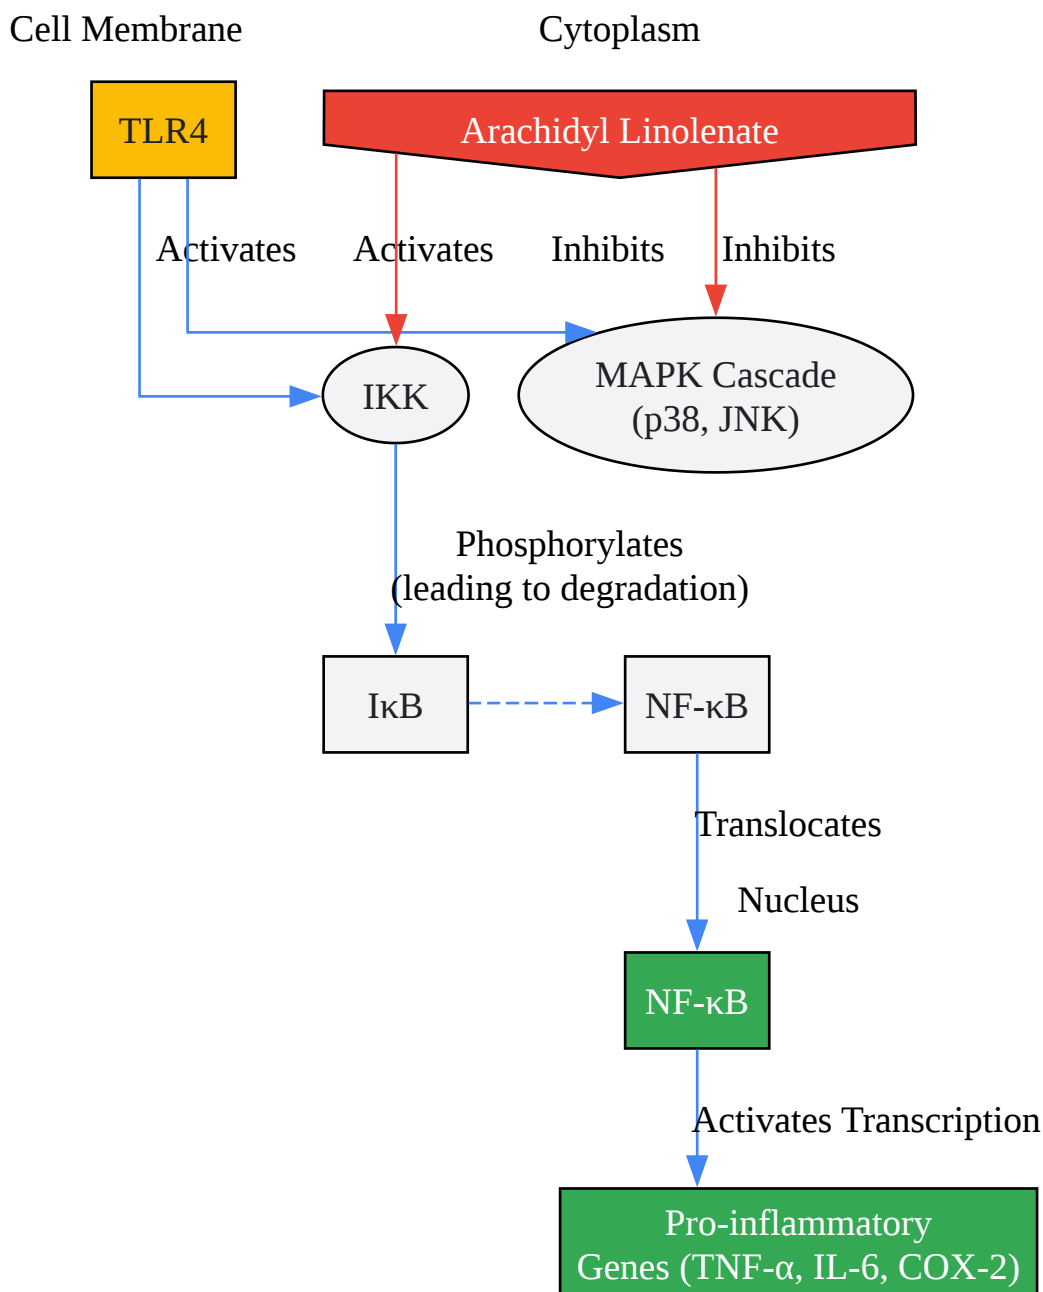 Cell Membrane
Cytoplasm
TLR4
Arachidyl Linolenate
Activates
Activates
Inhibits
Inhibits
IKK
MAPK Cascade
(p38, JNK)
Phosphorylates
(leading to degradation)
IκB
NF-κB
Translocates
Nucleus
NF-κB
Activates Transcription
Pro-inflammatory
Genes (TNF-α, IL-6, COX-2)